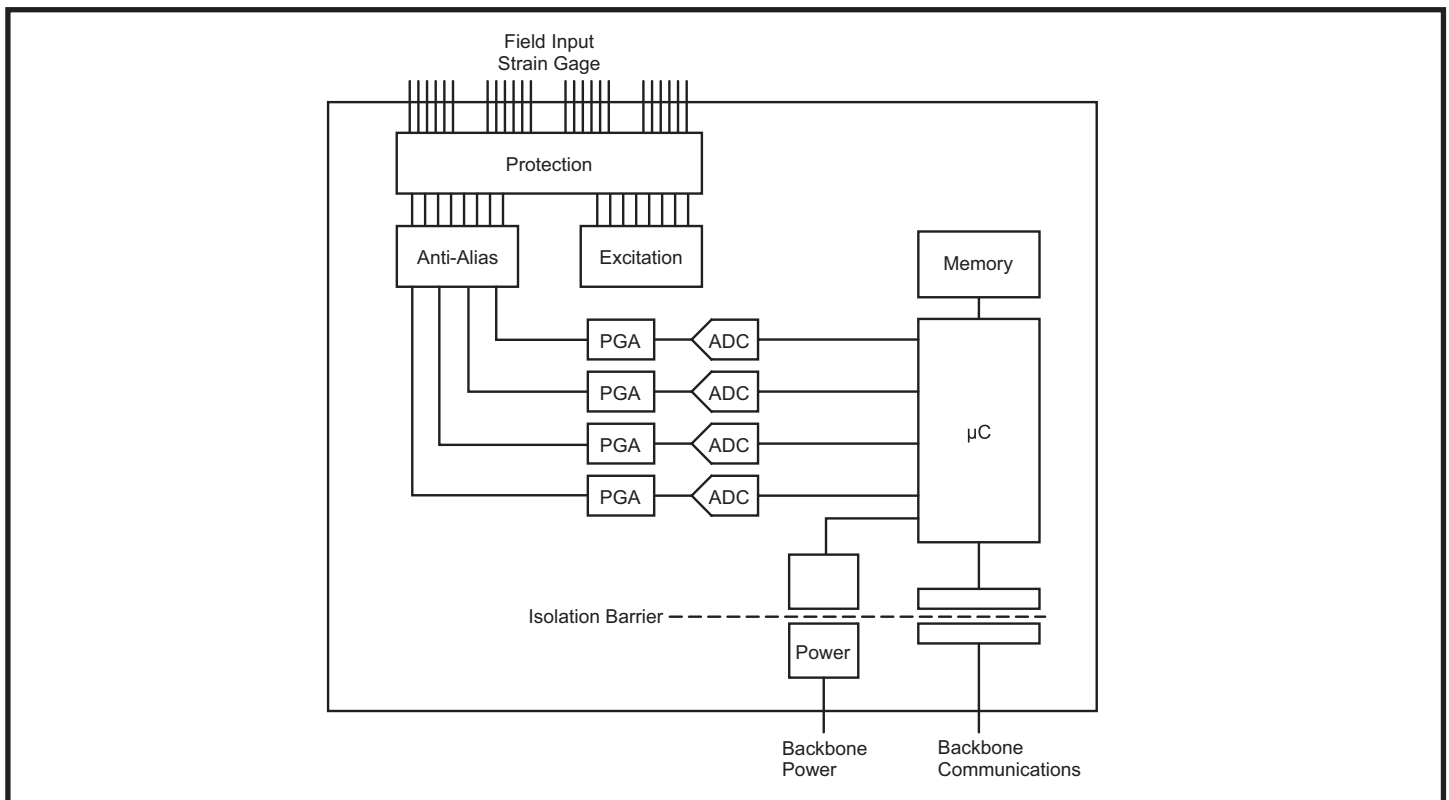 Field Input
Strain Gage
Protection
Anti-Alias
Excitation
Memory
PGA
ADC
PGA
ADC
µC
PGA
ADC
PGA
ADC
Isolation Barrier
Power
Backbone
Power
Backbone
Communications